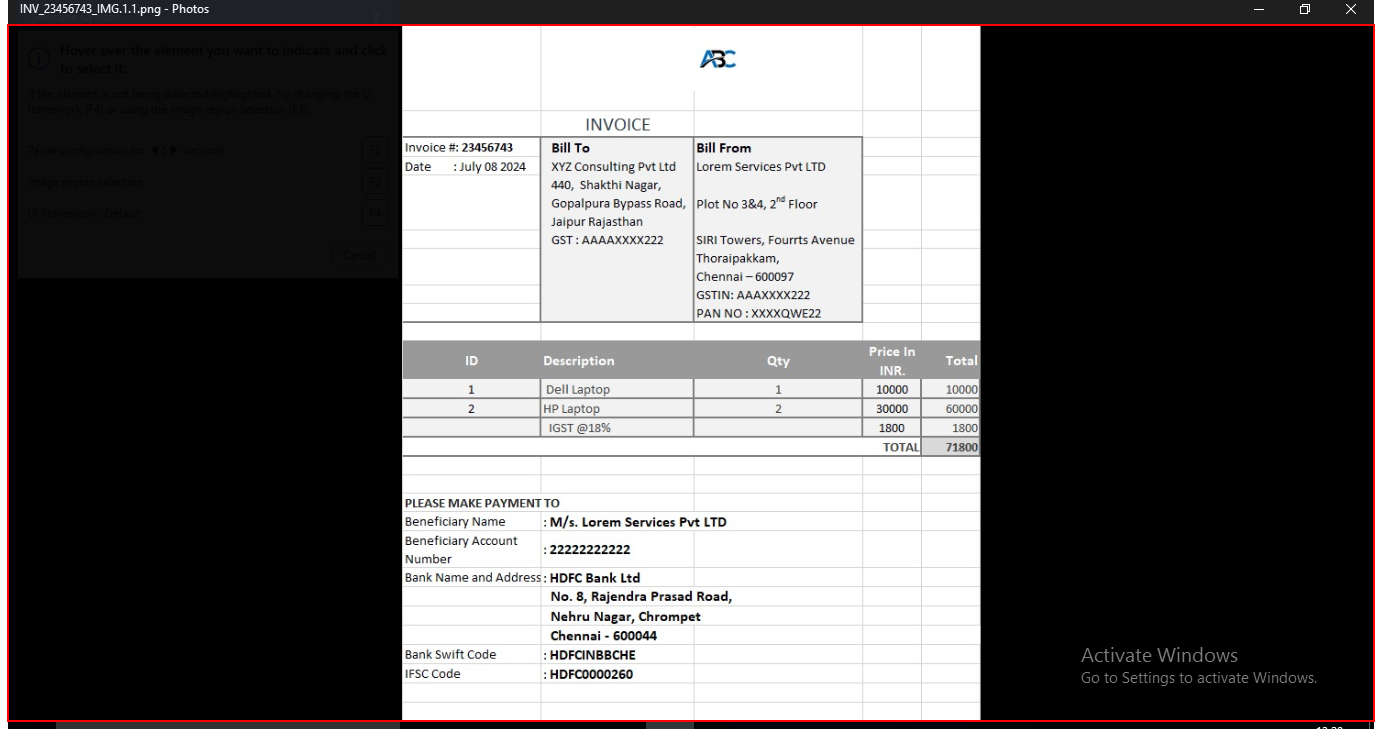 INV_23456743_IMG.1.1.png - Photos
Hover over the element you want to indicate and click
to select it.
If the element is not being detected/highlighted, try changing the UI
Framework (F4) or using the image region selection (F3)
Pause configuration for 3 seconds F2
Image region selection F3
UI Framework: Default F4
Cancel
ABC
INVOICE
Invoice #: 23456743
Date : July 08 2024
Bill To
XYZ Consulting Pvt Ltd
440, Shakthi Nagar,
Gopalpura Bypass Road,
Jaipur Rajasthan
GST : AAAAXXXX222
Bill From
Lorem Services Pvt LTD
Plot No 3&4, 2nd Floor
SIRI Towers, Fourrts Avenue
Thoraipakkam,
Chennai – 600097
GSTIN: AAAXXXX222
PAN NO : XXXXQWE22
ID Description Qty Price In INR. Total
1 Dell Laptop 1 10000 10000
2 HP Laptop 2 30000 60000
IGST @18% 1800 1800
TOTAL 71800
PLEASE MAKE PAYMENT TO
Beneficiary Name : M/s. Lorem Services Pvt LTD
Beneficiary Account
Number : 22222222222
Bank Name and Address : HDFC Bank Ltd
No. 8, Rajendra Prasad Road,
Nehru Nagar, Chrompet
Chennai - 600044
Bank Swift Code : HDFCINBBCHE
IFSC Code : HDFC0000260
Activate Windows
Go to Settings to activate Windows.